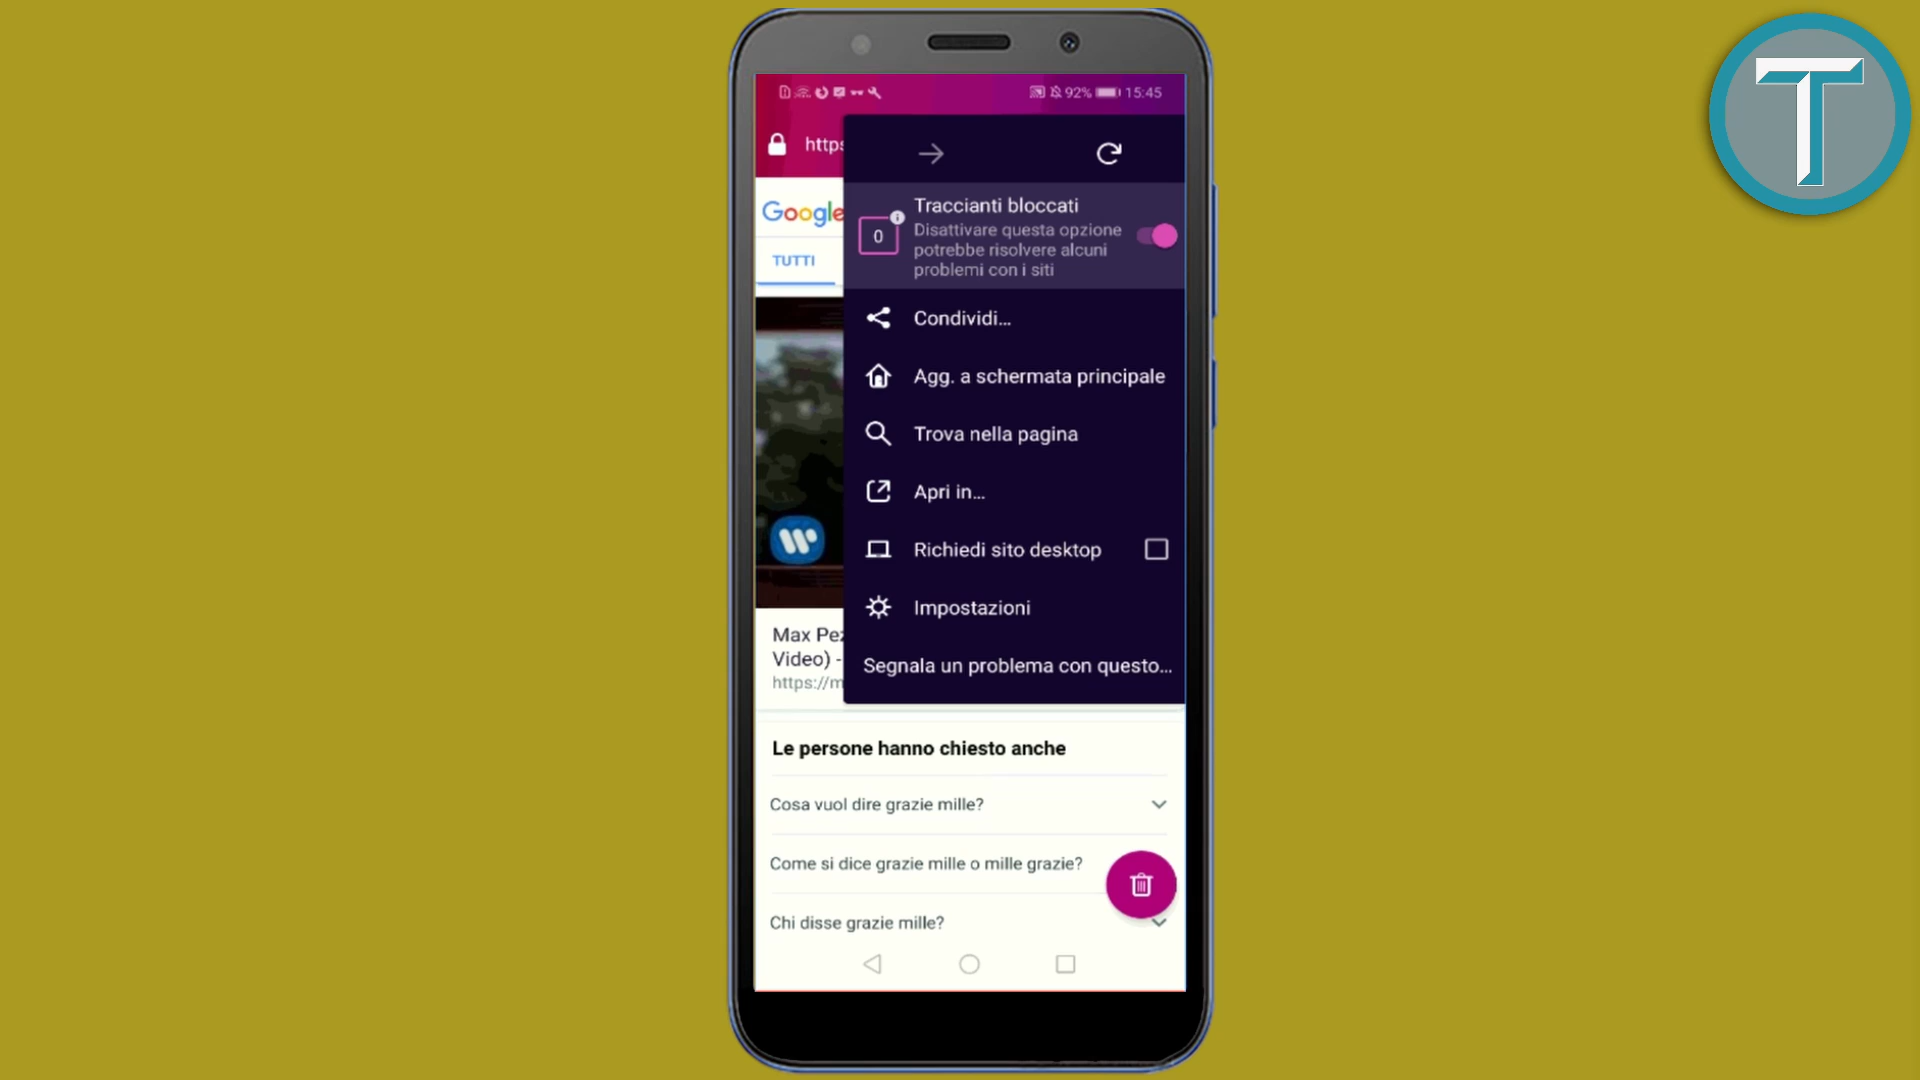 92% 15:45
https
Google
TUTTI
Traccianti bloccati
0
Disattivare questa opzione
potrebbe risolvere alcuni
problemi con i siti
Condividi...
Agg. a schermata principale
Trova nella pagina
Apri in...
Richiedi sito desktop
Impostazioni
Segnala un problema con questo...
Max Pez
Video) -
https://m
Le persone hanno chiesto anche
Cosa vuol dire grazie mille?
Come si dice grazie mille o mille grazie?
Chi disse grazie mille?
T